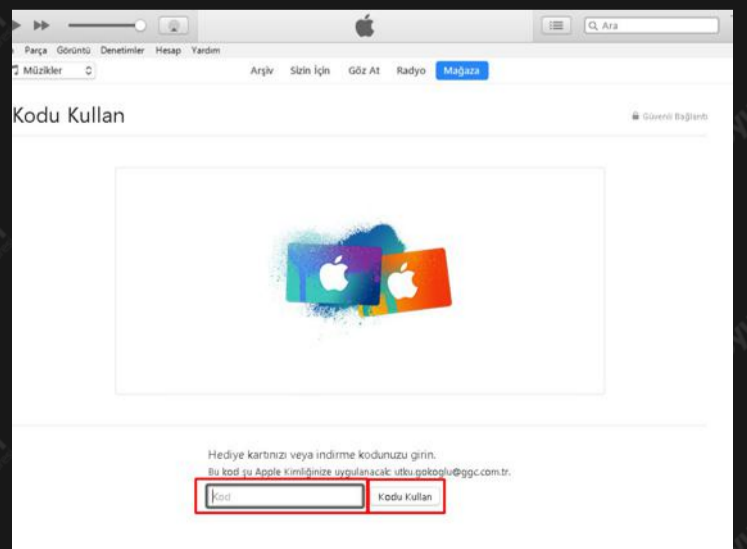 Ara
Parça Görüntü Denetimler Hesap Yardım
Müzikler Arşiv Sizin İçin Göz At Radyo Mağaza
Kodu Kullan
Güvenli Bağlantı
Hediye kartınızı veya indirme kodunuzu girin.
Bu kod şu Apple Kimliğinize uygulanacak: utku.gokoglu@ggc.com.tr.
Kod Kodu Kullan